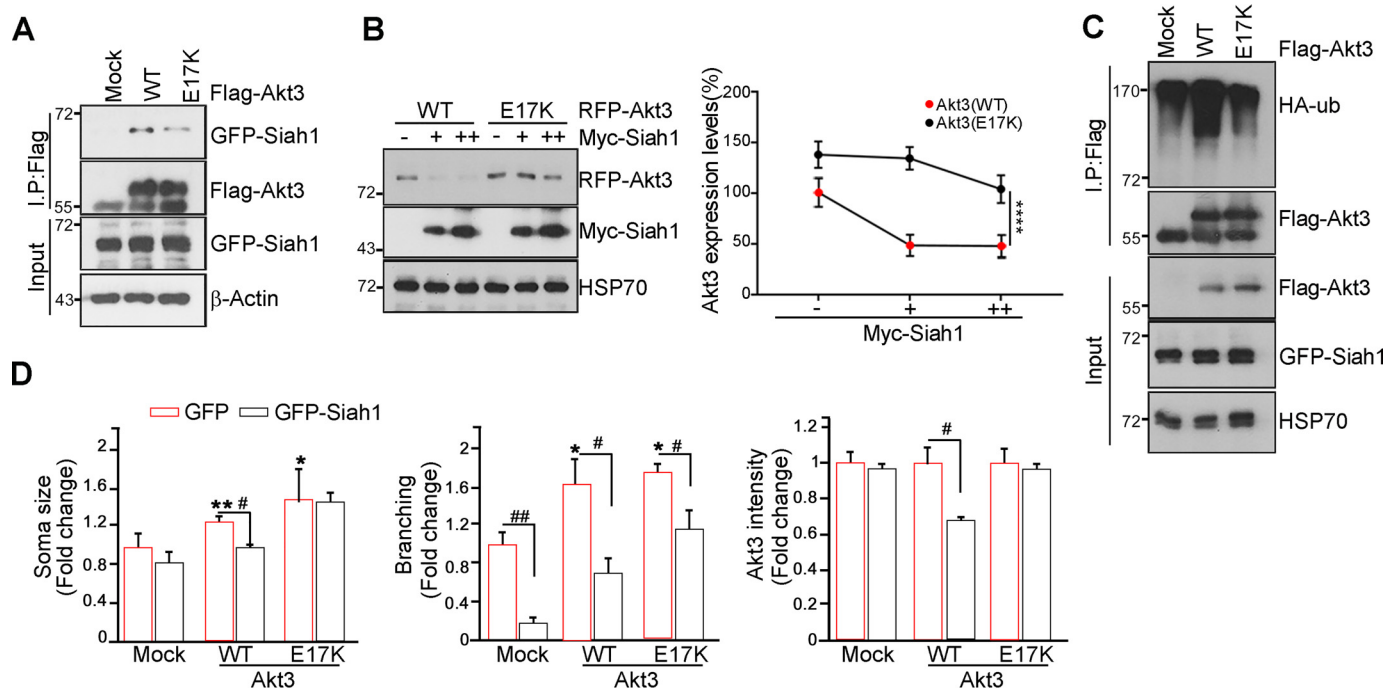 A
Mock
WT
E17K
Flag-Akt3
I.P:Flag
72
GFP-Siah1
Flag-Akt3
55
Input
72
GFP-Siah1
43
β-Actin
B
WT E17K RFP-Akt3
- + ++ - + ++ Myc-Siah1
RFP-Akt3
72
Myc-Siah1
43
72
HSP70
Akt3 expression levels(%)
200
150
100
50
0
Akt3(WT)
Akt3(E17K)
****
- + ++
Myc-Siah1
C
Mock
WT
E17K
Flag-Akt3
I.P:Flag
170
HA-ub
72
Flag-Akt3
55
Input
Flag-Akt3
55
72
GFP-Siah1
72
HSP70
D
GFP GFP-Siah1
Soma size
(Fold change)
2
1.6
1.2
0.8
0.4
0
** #
*
Mock WT E17K
Akt3
Branching
(Fold change)
2
1.6
1.2
0.8
0.4
0
##
* #
* #
Mock WT E17K
Akt3
Akt3 intensity
(Fold change)
1.2
1
0.8
0.6
0.4
0.2
0
#
Mock WT E17K
Akt3